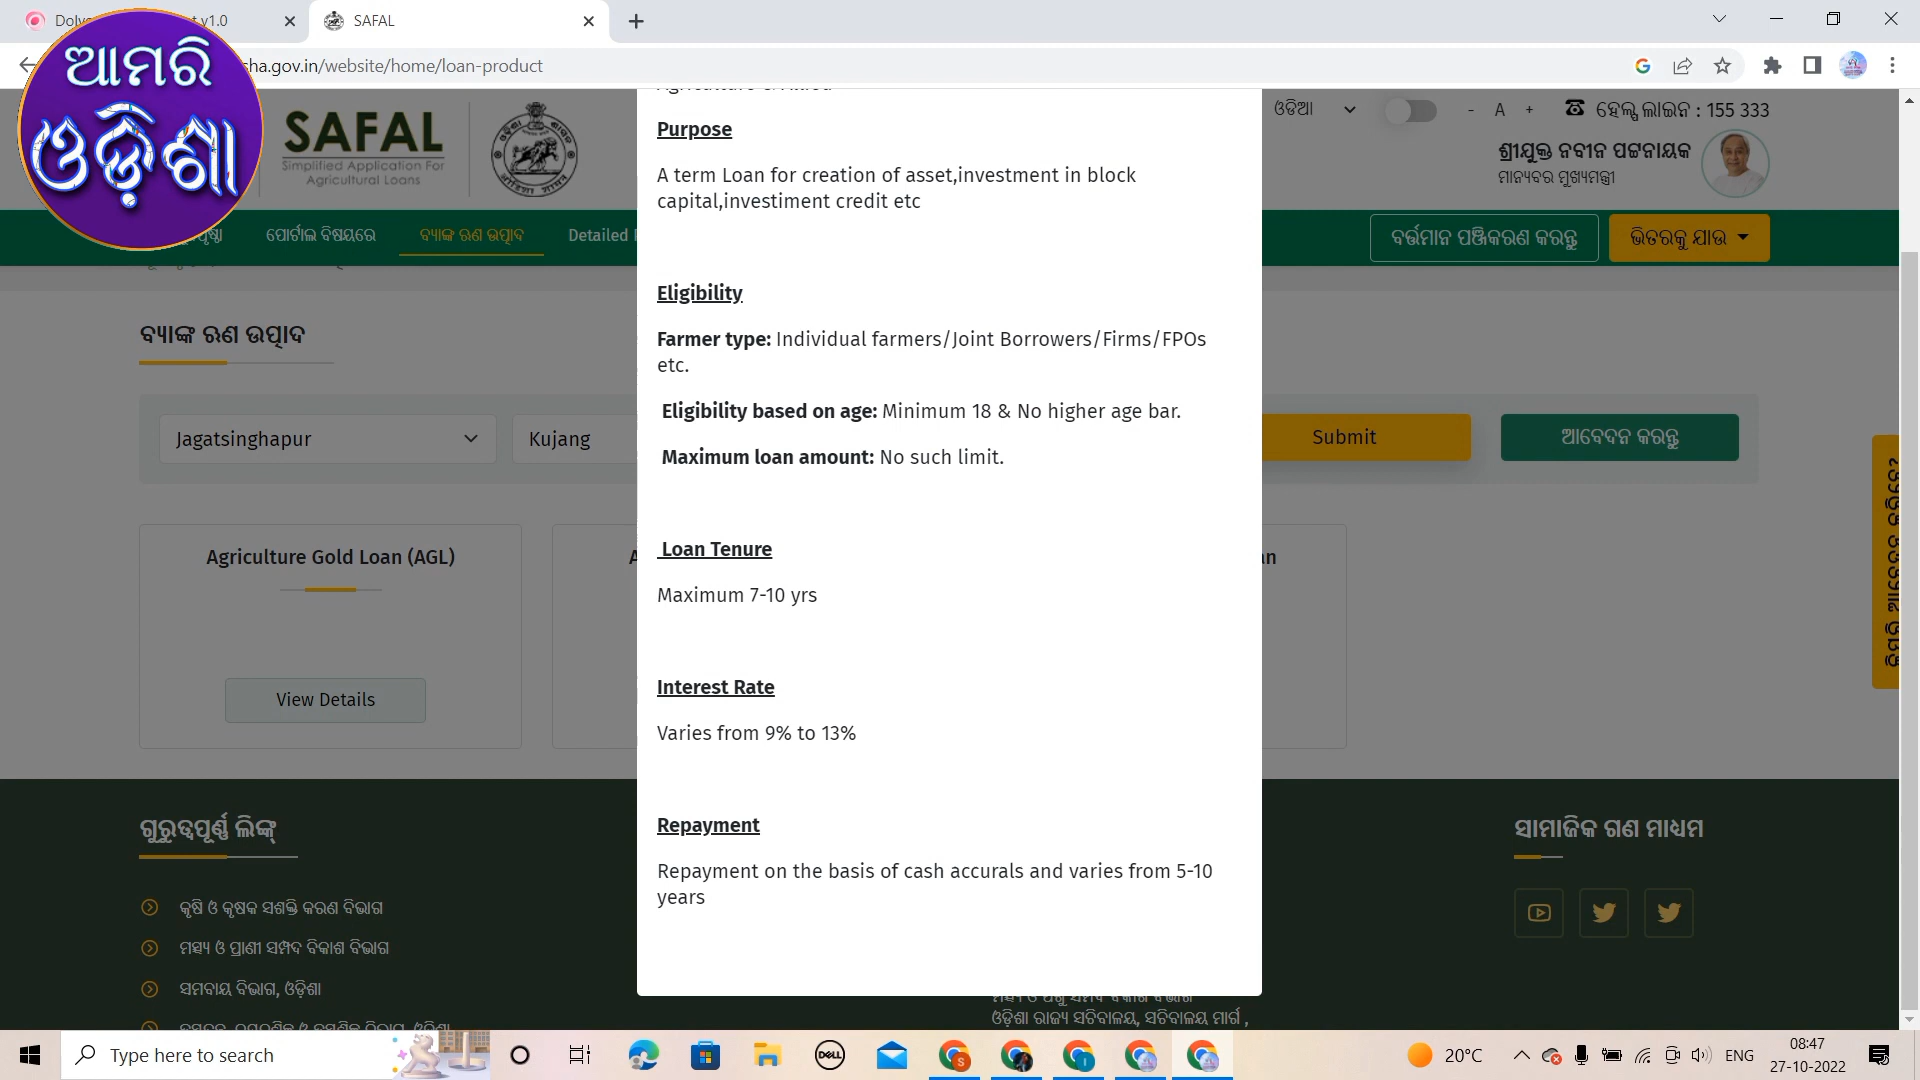 v1.0
SAFAL
sha.gov.in/website/home/loan-product
ଆମରି
ଓଡ଼ିଶା
SAFAL
Simplified Application For
Agricultural Loans
ଓଡିଆ
- A +
ହେଲ୍ପ ଲାଇନ : 155 333
ଶ୍ରୀଯୁକ୍ତ ନବୀନ ପଟ୍ଟନାୟକ
ମାନ୍ୟବର ମୁଖ୍ୟମନ୍ତ୍ରୀ
ପୋର୍ଟାଲ ବିଷୟରେ
ବ୍ୟାଙ୍କ ଋଣ ଉତ୍ପାଦ
Detailed
ବର୍ତ୍ତମାନ ପଞ୍ଜିକରଣ କରନ୍ତୁ
ଭିତରକୁ ଯାଉ
Purpose
A term Loan for creation of asset,investment in block
capital,investiment credit etc
Eligibility
Farmer type: Individual farmers/Joint Borrowers/Firms/FPOs
etc.
Eligibility based on age: Minimum 18 & No higher age bar.
Maximum loan amount: No such limit.
Loan Tenure
Maximum 7-10 yrs
Interest Rate
Varies from 9% to 13%
Repayment
Repayment on the basis of cash accurals and varies from 5-10
years
ବ୍ୟାଙ୍କ ଋଣ ଉତ୍ପାଦ
Jagatsinghapur
Kujang
Submit
ଆବେଦନ କରନ୍ତୁ
Agriculture Gold Loan (AGL)
View Details
କିପରି ଆବେଦନ କରିବେ?
ଗୁରୁତ୍ୱପୂର୍ଣ୍ଣ ଲିଙ୍କ୍
କୃଷି ଓ କୃଷକ ସଶକ୍ତି କରଣ ବିଭାଗ
ମତ୍ସ୍ୟ ଓ ପ୍ରାଣୀ ସମ୍ପଦ ବିକାଶ ବିଭାଗ
ସମବାୟ ବିଭାଗ, ଓଡ଼ିଶା
ସାମାଜିକ ଗଣ ମାଧ୍ୟମ
ଓଡ଼ିଶା ରାଜ୍ୟ ସଚିବାଳୟ, ସଚିବାଳୟ ମାର୍ଗ ,
Type here to search
DELL
20°C
ENG
08:47
27-10-2022